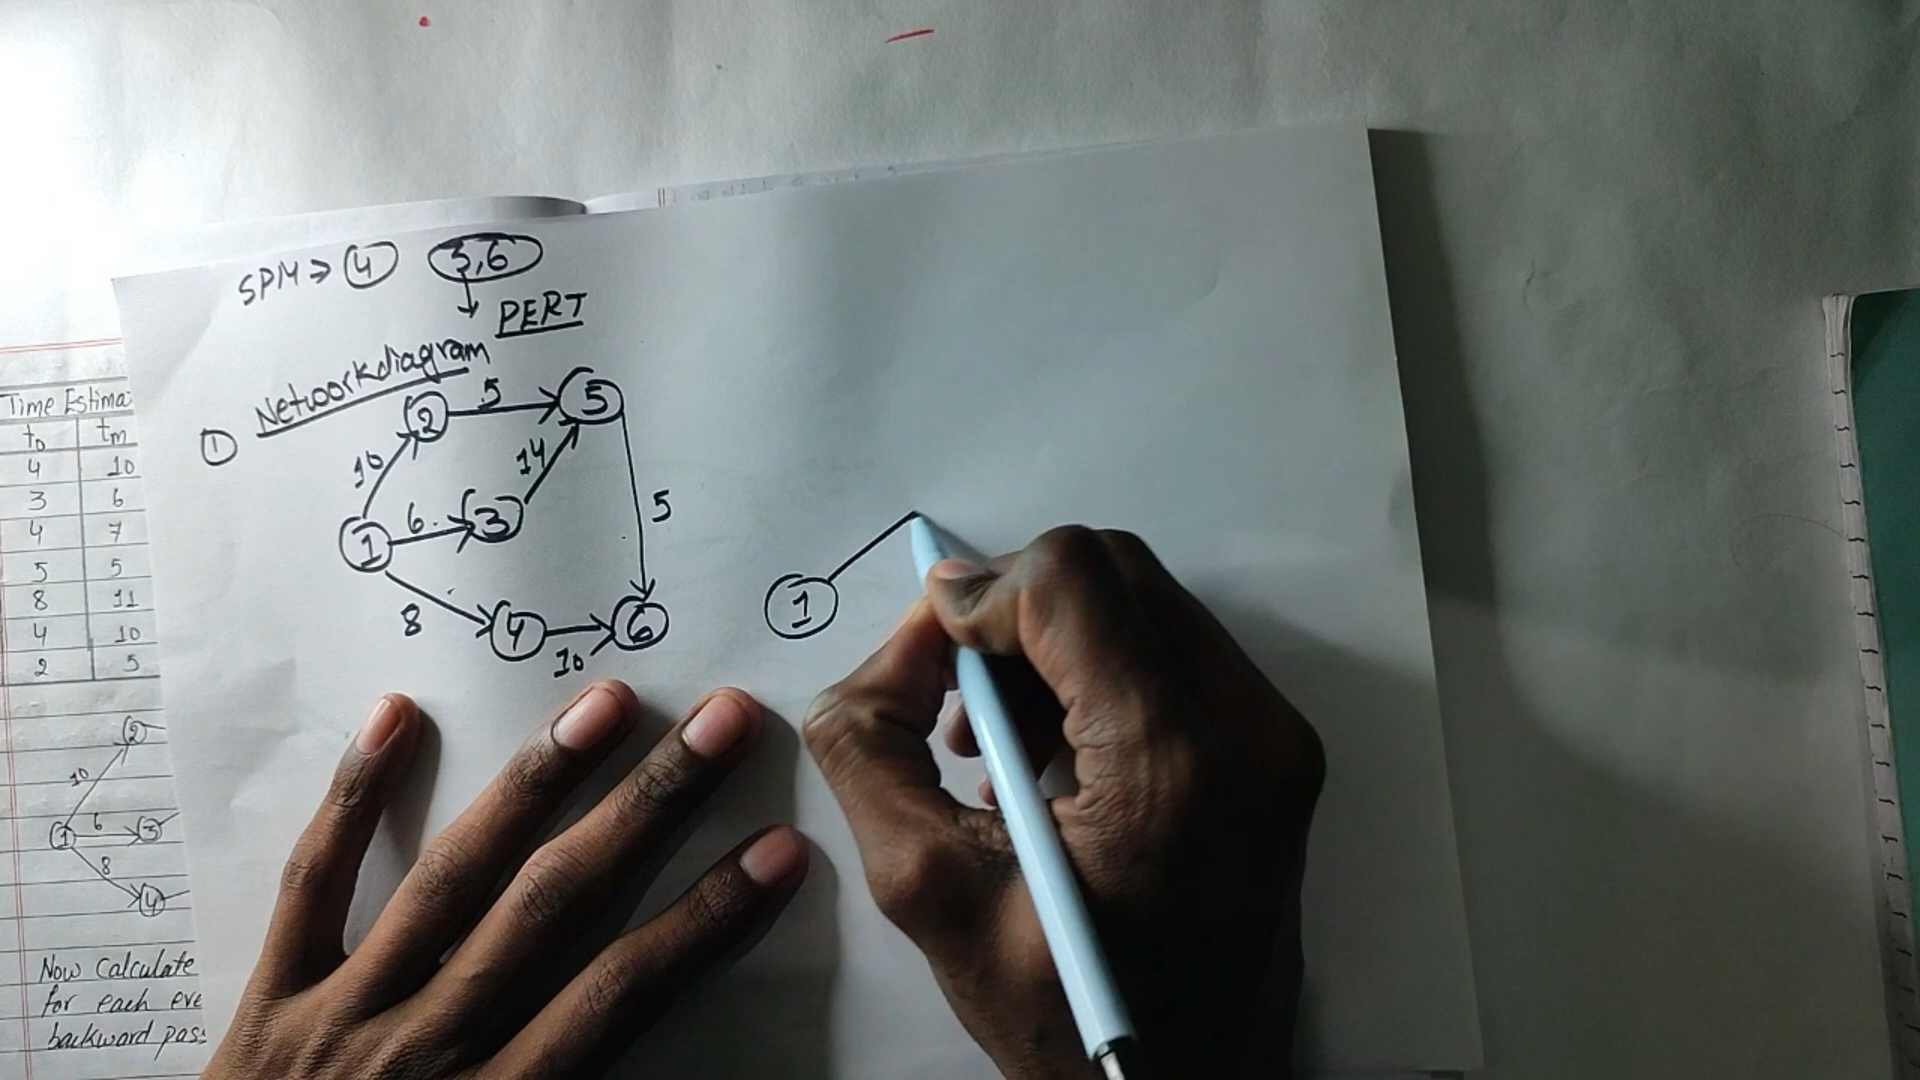 SPM > 4 3,6
PERT
1 Networkdiagram
2 5 5
10 14
1 6 3 5
8 4 10 6
1
Time Estima
to tm
4 10
3 6
4 7
5 5
8 11
4 10
2 5
2
10
1 6 3
8
4
Now calculate
for each eve
backward pass